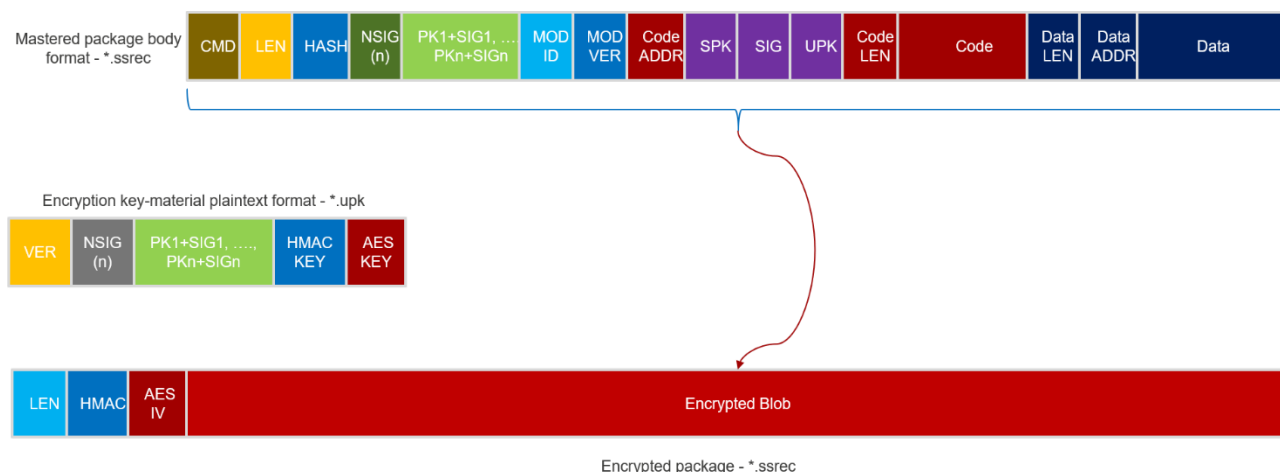 Mastered package body
format - *.ssrec
CMD
LEN
HASH
NSIG
(n)
PK1+SIG1, ....
PKn+SIGn
MOD
ID
MOD
VER
Code
ADDR
SPK
SIG
UPK
Code
LEN
Code
Data
LEN
Data
ADDR
Data
Encryption key-material plaintext format - *.upk
VER
NSIG
(n)
PK1+SIG1, ....,
PKn+SIGn
HMAC
KEY
AES
KEY
LEN
HMAC
AES
IV
Encrypted Blob
Encrypted package - *.ssrec